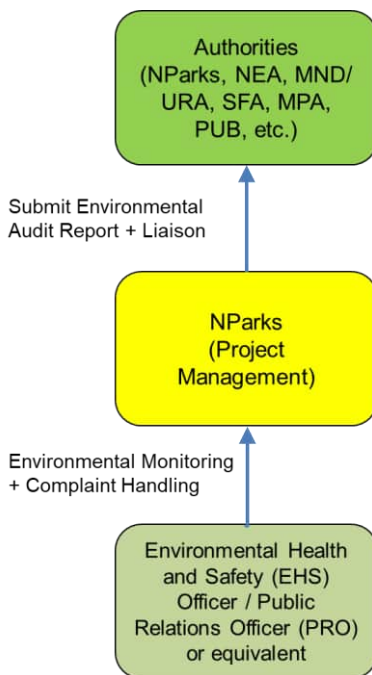 Authorities
(NParks, NEA, MND/
URA, SFA, MPA,
PUB, etc.)
Submit Environmental
Audit Report + Liaison
NParks
(Project
Management)
Environmental Monitoring
+ Complaint Handling
Environmental Health
and Safety (EHS)
Officer / Public
Relations Officer (PRO)
or equivalent